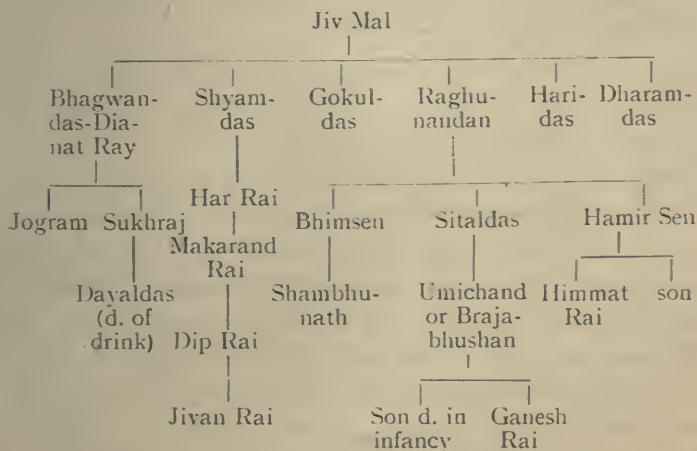 Jiv Mal
Bhagwan- Shyam- Gokul- Raghu- Hari- Dharam-
das-Dia- das das nandan das das
nat Ray
Jogram Sukhraj Har Rai Bhimsen Sitaldas Hamir Sen
Makarand
Rai
Dayaldas Shambhu- Umichand Himmat son
(d. of nath or Braja- Rai
drink) Dip Rai bhushan
Jivan Rai Son d. in Ganesh
infancy Rai